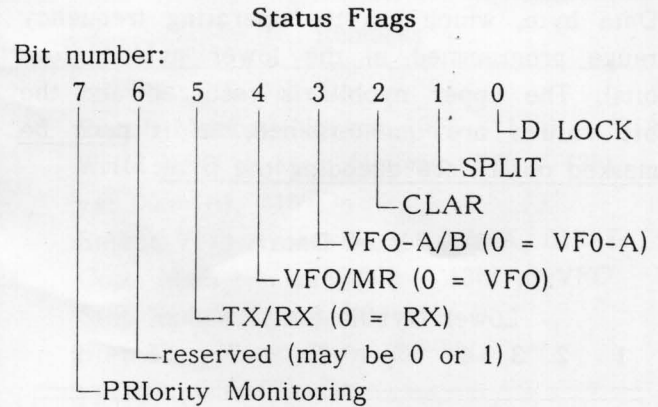 Status Flags
Bit number:
7 6 5 4 3 2 1 0
D LOCK
SPLIT
CLAR
VFO-A/B (0 = VF0-A)
VFO/MR (0 = VFO)
TX/RX (0 = RX)
reserved (may be 0 or 1)
PRIority Monitoring